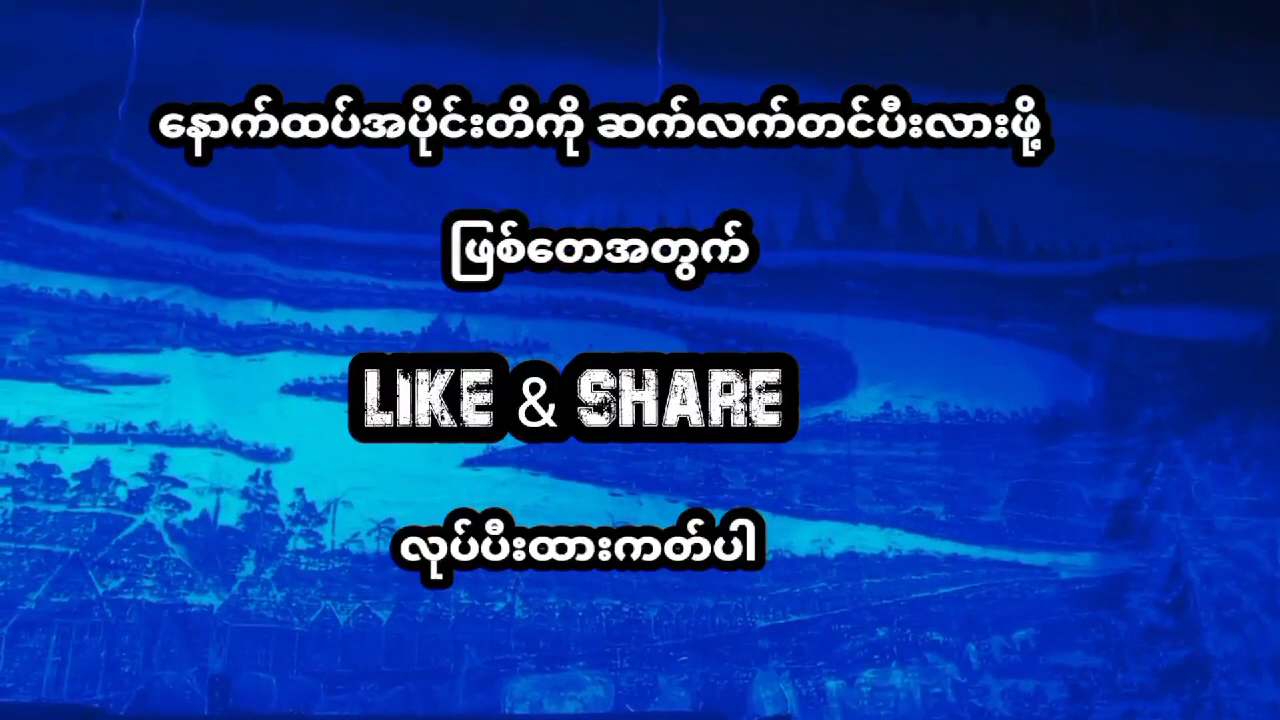 နောက်ထပ်အပိုင်းတိကို ဆက်လက်တင်ပီးလားဖို့
ဖြစ်တေအတွက်
LIKE & SHARE
လုပ်ပီးထားကတ်ပါ